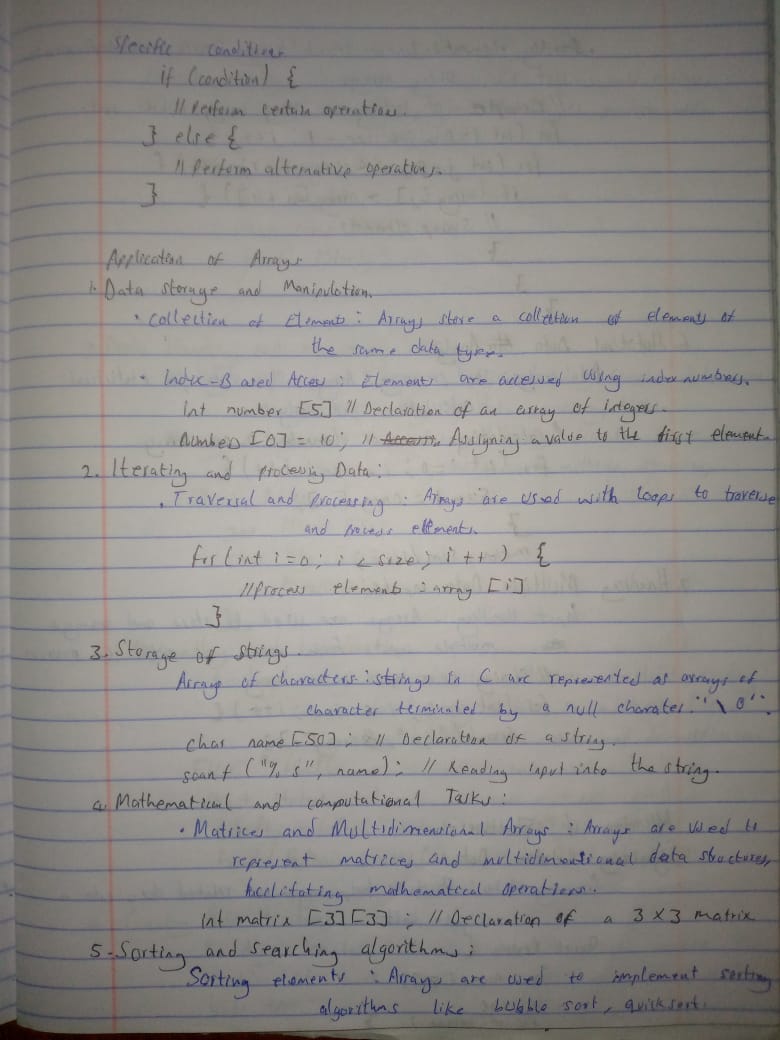 Specific conditions
if (condition) {
// Perform certain operations.
} else {
// Perform alternative operations.
}
Application of Arrays
1. Data storage and Manipulation.
• Collection of Elements : Arrays store a collection of elements of
the same data types.
• Index-Based Access : Elements are accessed using index numbers.
Int number [5] // Declaration of an array of integers.
Numbers [0] = 10; // Assigning a value to the first element.
2. Iterating and processing Data:
• Traversal and Processing : Arrays are used with loops to traverse
and process elements.
for (int i=0; i < size; i++) {
//Process elements : array [i]
}
3. Storage of strings.
Arrays of characters : strings in C are represented as arrays of
character terminated by a null charater "\0".
char name [50]; // Declaration of a string.
scanf ("% s", name); // Reading input into the string.
4. Mathematical and computational Tasks :
• Matrices and Multidimensional Arrays : Arrays are used to
represent matrices and multidimentional data structures,
facilitating mathematical operations.
Int matrix [3][3] ; // Declaration of a 3 x 3 matrix
5-Sorting and searching algorithms;
Sorting elements : Arrays are used to implement sorting
algorithms like bubble sort, quick sort.